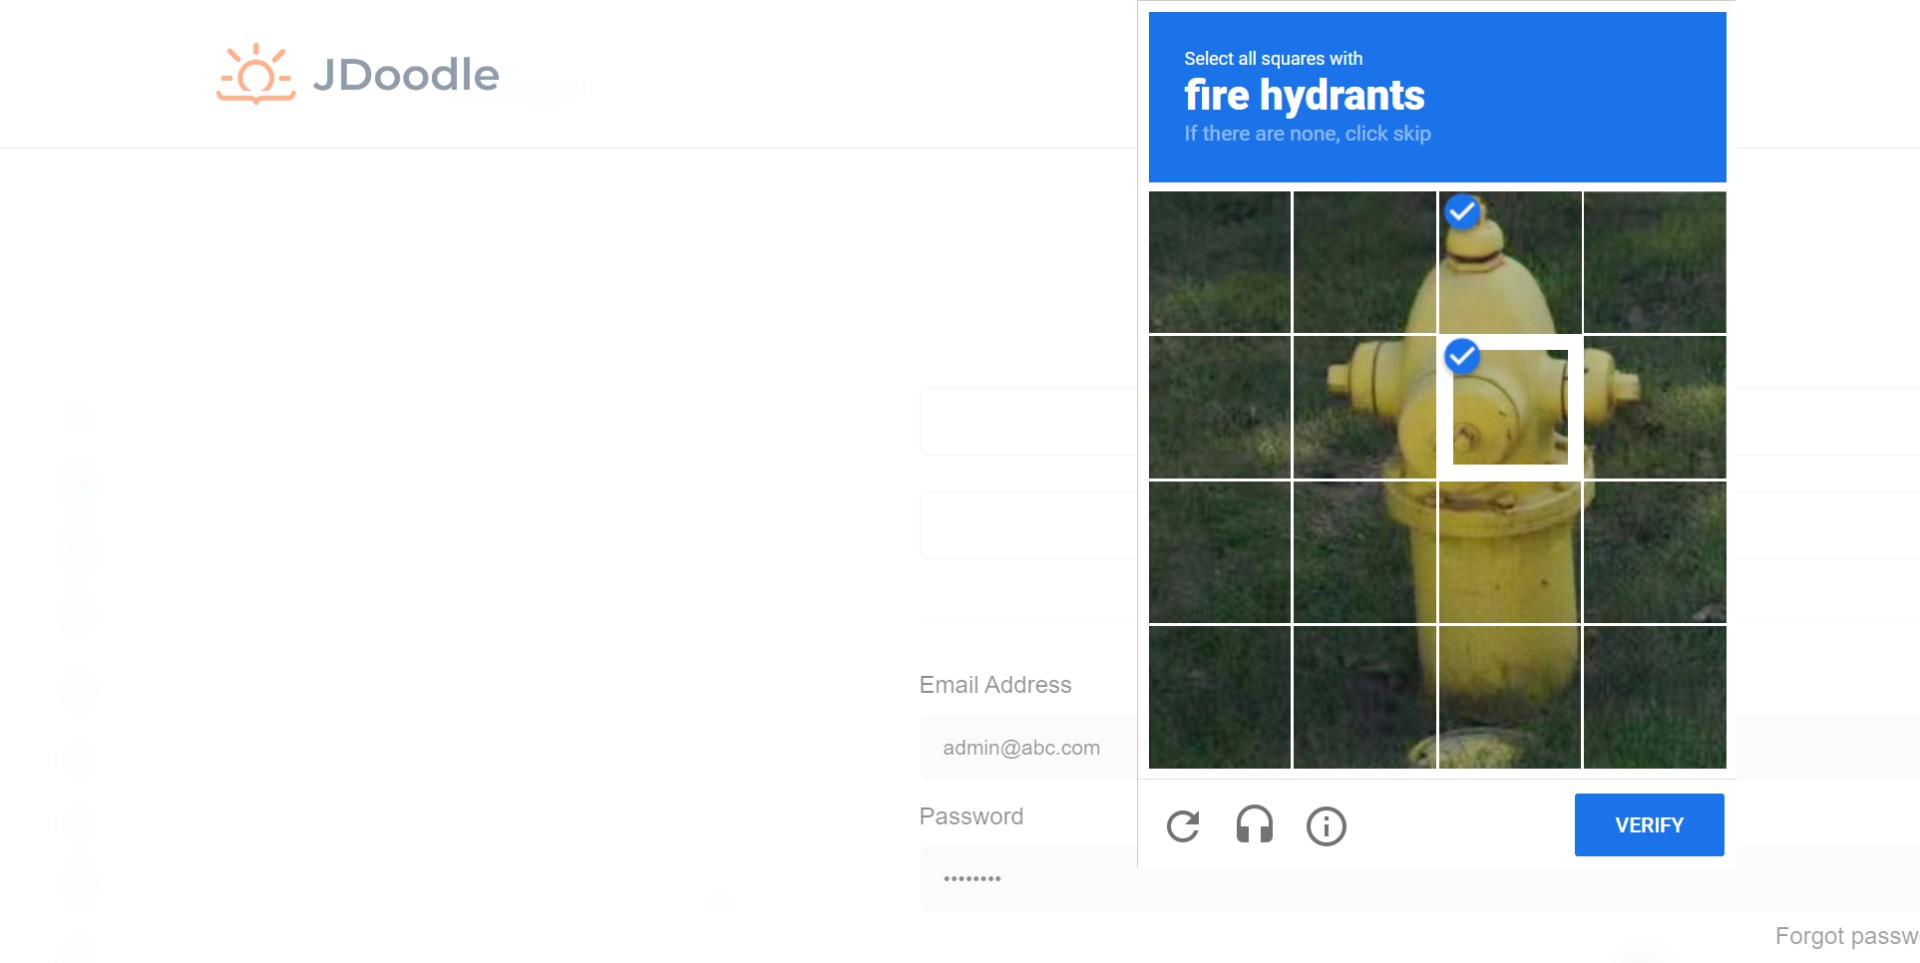 JDoodle
Select all squares with
fire hydrants
If there are none, click skip
Email Address
admin@abc.com
Password
••••••••
VERIFY
Forgot passw